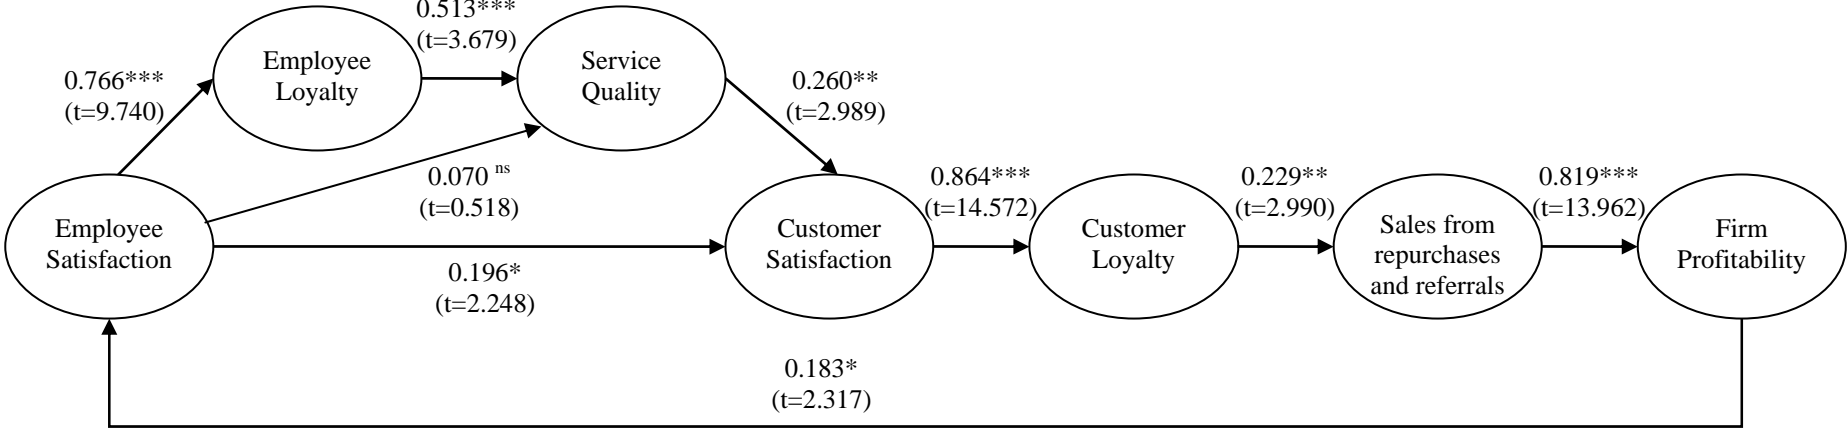 0.513***
(t=3.679)
Employee
Loyalty
Service
Quality
0.766***
(t=9.740)
0.260**
(t=2.989)
0.070 ns
(t=0.518)
0.864***
(t=14.572)
0.229**
(t=2.990)
0.819***
(t=13.962)
Employee
Satisfaction
Customer
Satisfaction
Customer
Loyalty
Sales from
repurchases
and referrals
Firm
Profitability
0.196*
(t=2.248)
0.183*
(t=2.317)